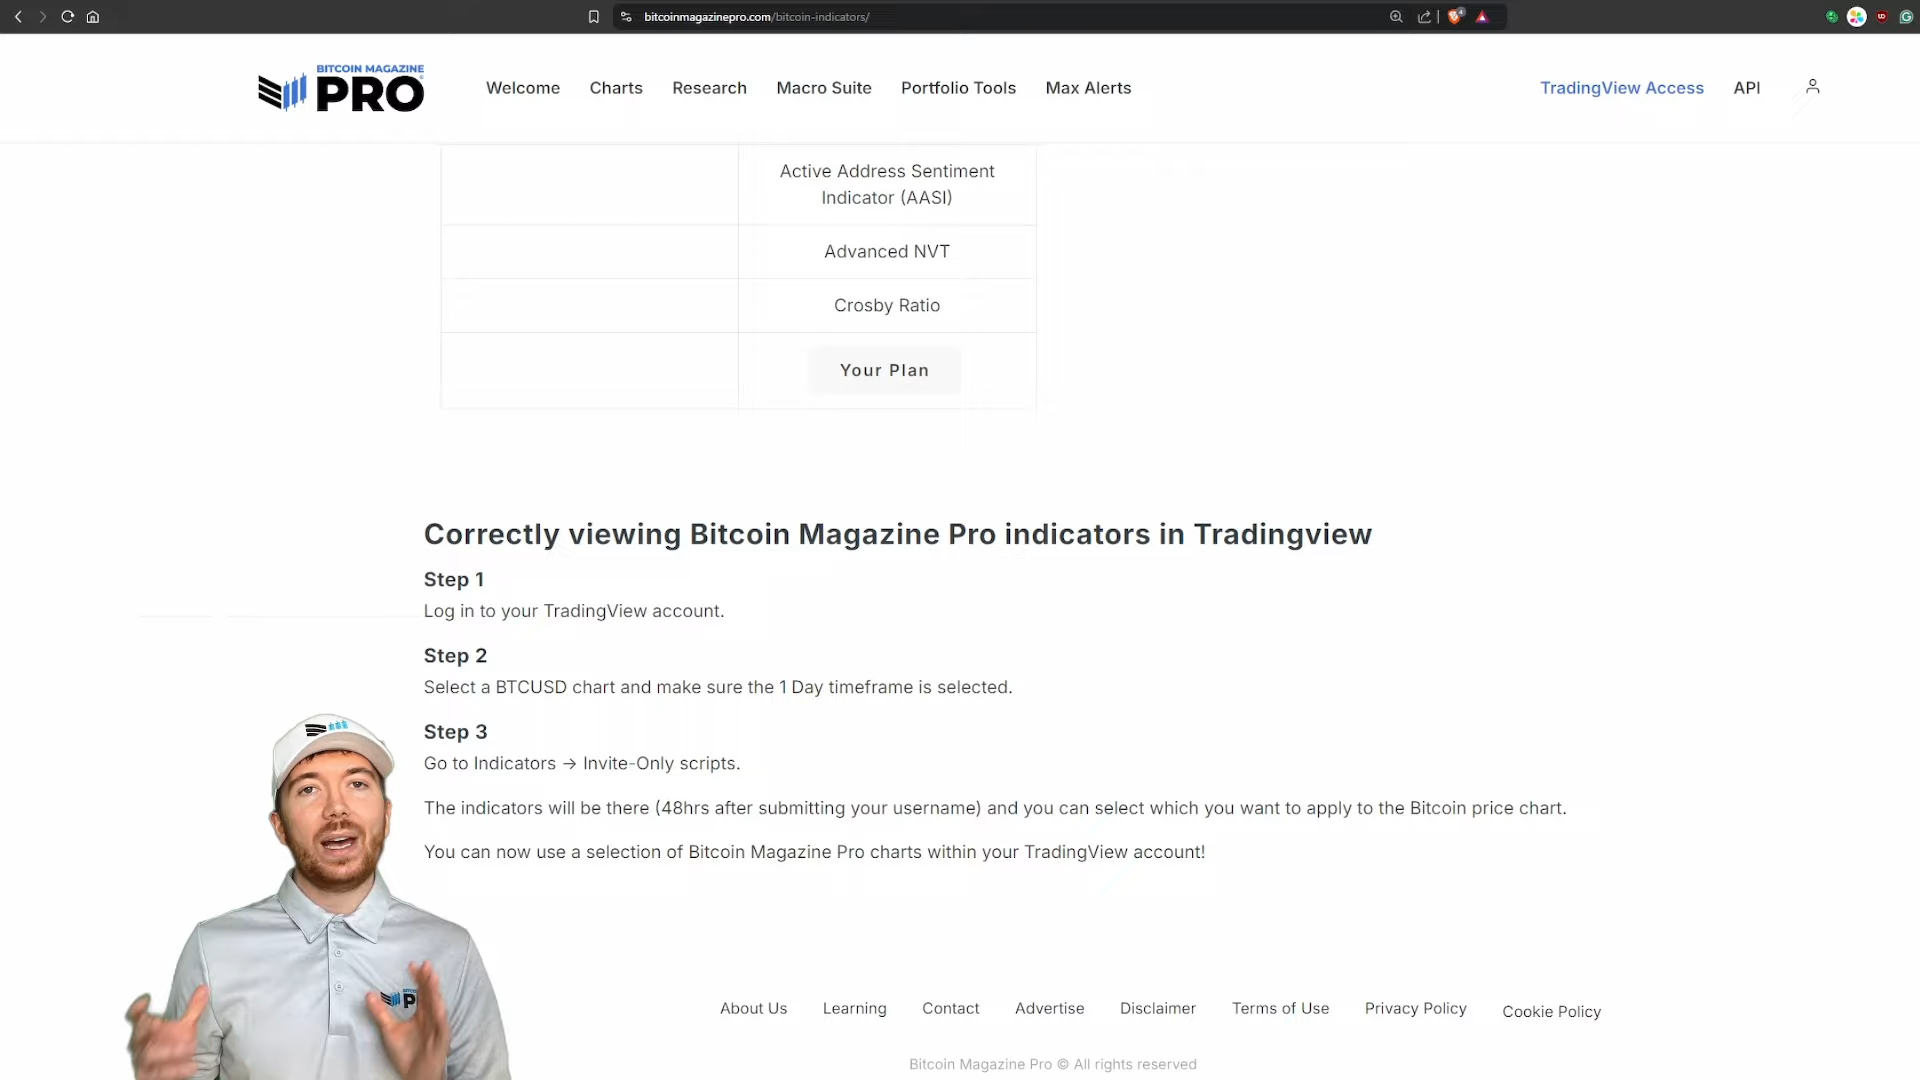 bitcoinmagazinepro.com/bitcoin-indicators/
BITCOIN MAGAZINE
PRO
Welcome
Charts
Research
Macro Suite
Portfolio Tools
Max Alerts
TradingView Access
API
Active Address Sentiment
Indicator (AASI)
Advanced NVT
Crosby Ratio
Your Plan
Correctly viewing Bitcoin Magazine Pro indicators in Tradingview
Step 1
Log in to your TradingView account.
Step 2
Select a BTCUSD chart and make sure the 1 Day timeframe is selected.
Step 3
Go to Indicators → Invite-Only scripts.
The indicators will be there (48hrs after submitting your username) and you can select which you want to apply to the Bitcoin price chart.
You can now use a selection of Bitcoin Magazine Pro charts within your TradingView account!
About Us
Learning
Contact
Advertise
Disclaimer
Terms of Use
Privacy Policy
Cookie Policy
Bitcoin Magazine Pro © All rights reserved